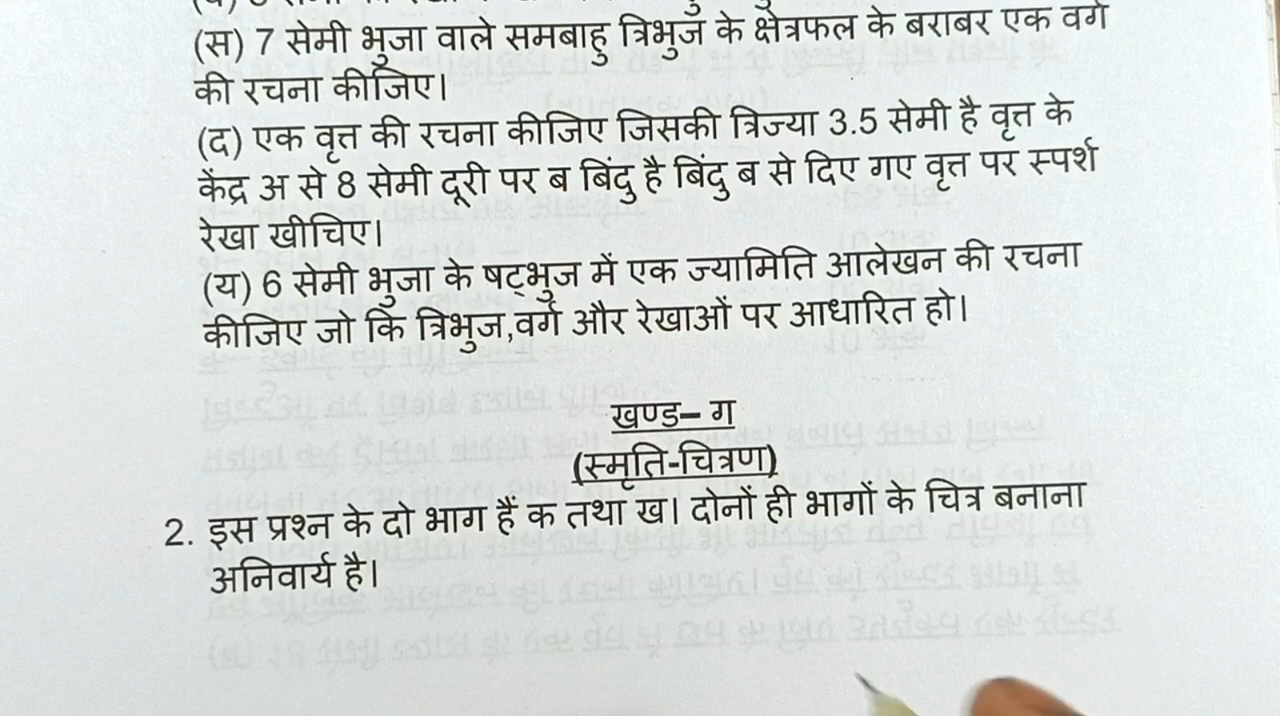 (स) 7 सेमी भुजा वाले समबाहु त्रिभुज के क्षेत्रफल के बराबर एक वर्ग
की रचना कीजिए।
(द) एक वृत्त की रचना कीजिए जिसकी त्रिज्या 3.5 सेमी है वृत्त के
केंद्र अ से 8 सेमी दूरी पर ब बिंदु है बिंदु ब से दिए गए वृत पर स्पर्श
रेखा खीचिए।
(य) 6 सेमी भुजा के षट्भुज में एक ज्यामिति आलेखन की रचना
कीजिए जो कि त्रिभुज,वर्ग और रेखाओं पर आधारित हो।
खण्ड– ग
(स्मृति-चित्रण)
2. इस प्रश्न के दो भाग हैं क तथा ख। दोनों ही भागों के चित्र बनाना
अनिवार्य है।